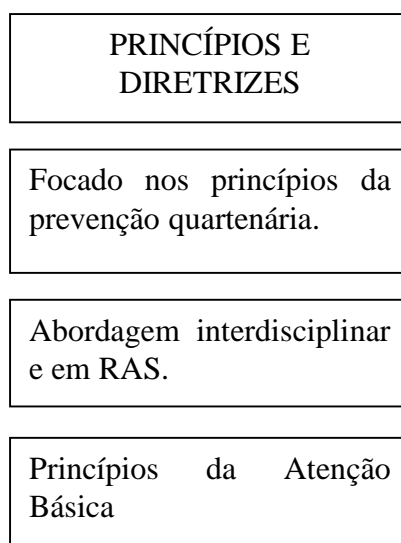 PRINCÍPIOS E
DIRETRIZES
Focado nos princípios da
prevenção quartenária.
Abordagem interdisciplinar
e em RAS.
Princípios da Atenção
Básica